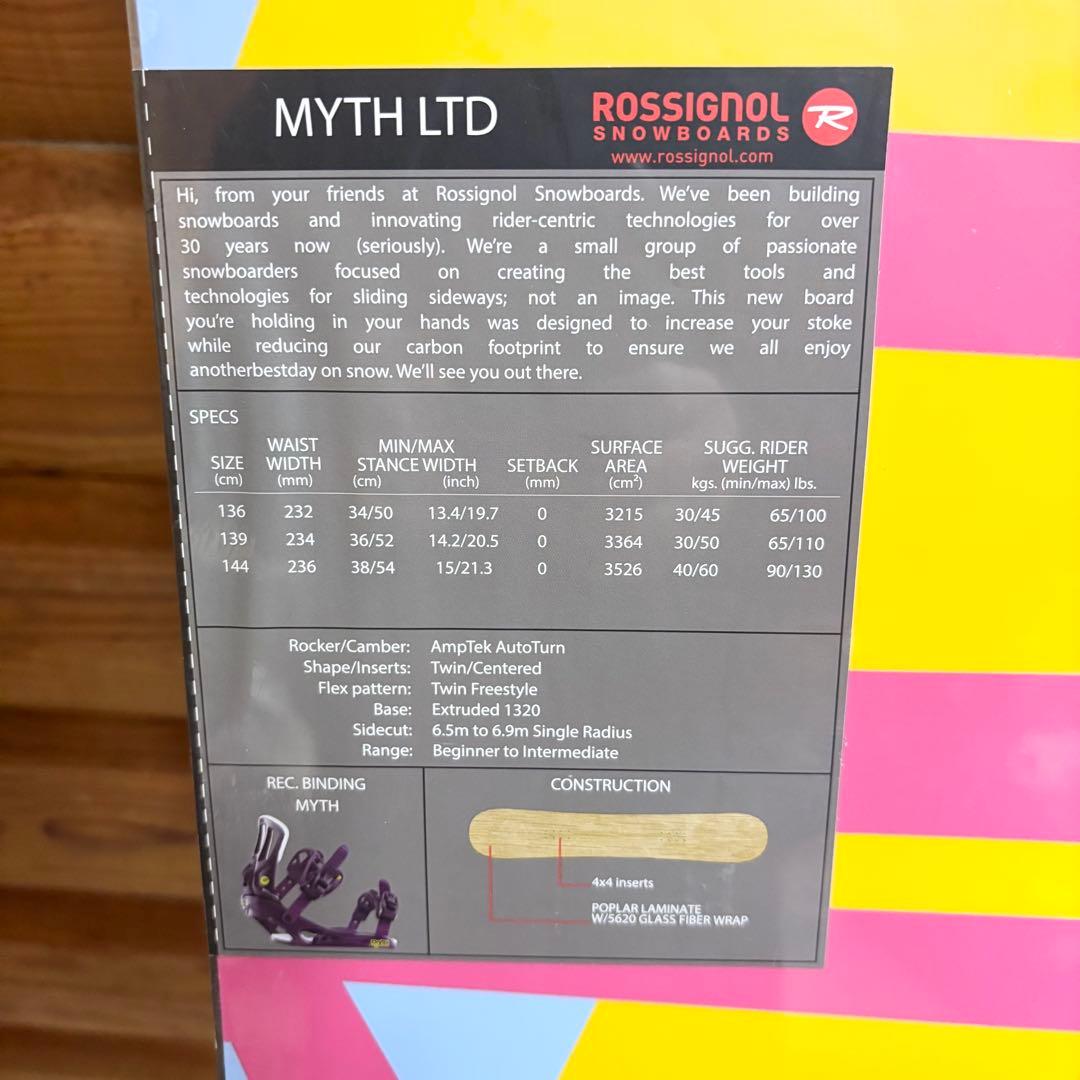 MYTH LTD
ROSSIGNOL
SNOWBOARDS
www.rossignol.com
R
Hi, from your friends at Rossignol Snowboards. We've been building
snowboards and innovating rider-centric technologies for over
30 years now (seriously). We're a small group of passionate
snowboarders focused on creating the best tools and
technologies for sliding sideways; not an image. This new board
you're holding in your hands was designed to increase your stoke
while reducing our carbon footprint to ensure we all enjoy
anotherbestday on snow. We'll see you out there.
SPECS
SIZE (cm) WAIST WIDTH (mm) MIN/MAX STANCE WIDTH (cm) (inch) SETBACK (mm) SURFACE AREA (cm²) SUGG. RIDER WEIGHT kgs. (min/max) lbs.
136 232 34/50 13.4/19.7 0 3215 30/45 65/100
139 234 36/52 14.2/20.5 0 3364 30/50 65/110
144 236 38/54 15/21.3 0 3526 40/60 90/130
Rocker/Camber: AmpTek AutoTurn
Shape/Inserts: Twin/Centered
Flex pattern: Twin Freestyle
Base: Extruded 1320
Sidecut: 6.5m to 6.9m Single Radius
Range: Beginner to Intermediate
REC. BINDING
MYTH
CONSTRUCTION
4x4 inserts
POPLAR LAMINATE
W/5620 GLASS FIBER WRAP